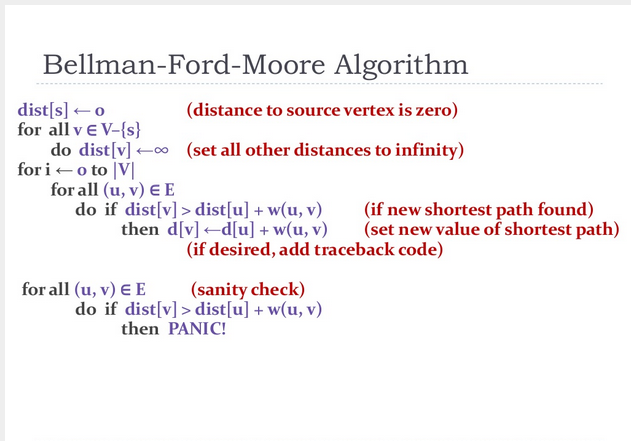 Bellman-Ford-Moore Algorithm
dist[s] ← 0 (distance to source vertex is zero)
for all v ∈ V–{s}
do dist[v] ←∞ (set all other distances to infinity)
for i ← 0 to |V|
for all (u, v) ∈ E
do if dist[v] > dist[u] + w(u, v) (if new shortest path found)
then d[v] ←d[u] + w(u, v) (set new value of shortest path)
(if desired, add traceback code)
for all (u, v) ∈ E (sanity check)
do if dist[v] > dist[u] + w(u, v)
then PANIC!